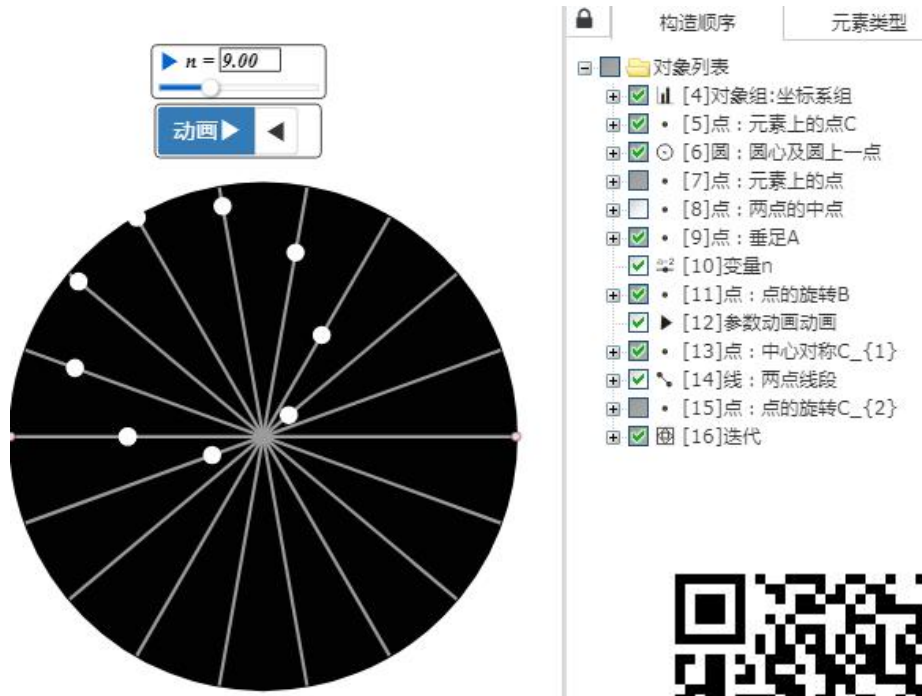 n = 9.00
动画▶ ◀
构造顺序 元素类型
对象列表
[4]对象组:坐标系组
[5]点：元素上的点C
[6]圆：圆心及圆上一点
[7]点：元素上的点
[8]点：两点的中点
[9]点：垂足A
[10]变量n
[11]点：点的旋转B
[12]参数动画动画
[13]点：中心对称C_{1}
[14]线：两点线段
[15]点：点的旋转C_{2}
[16]迭代